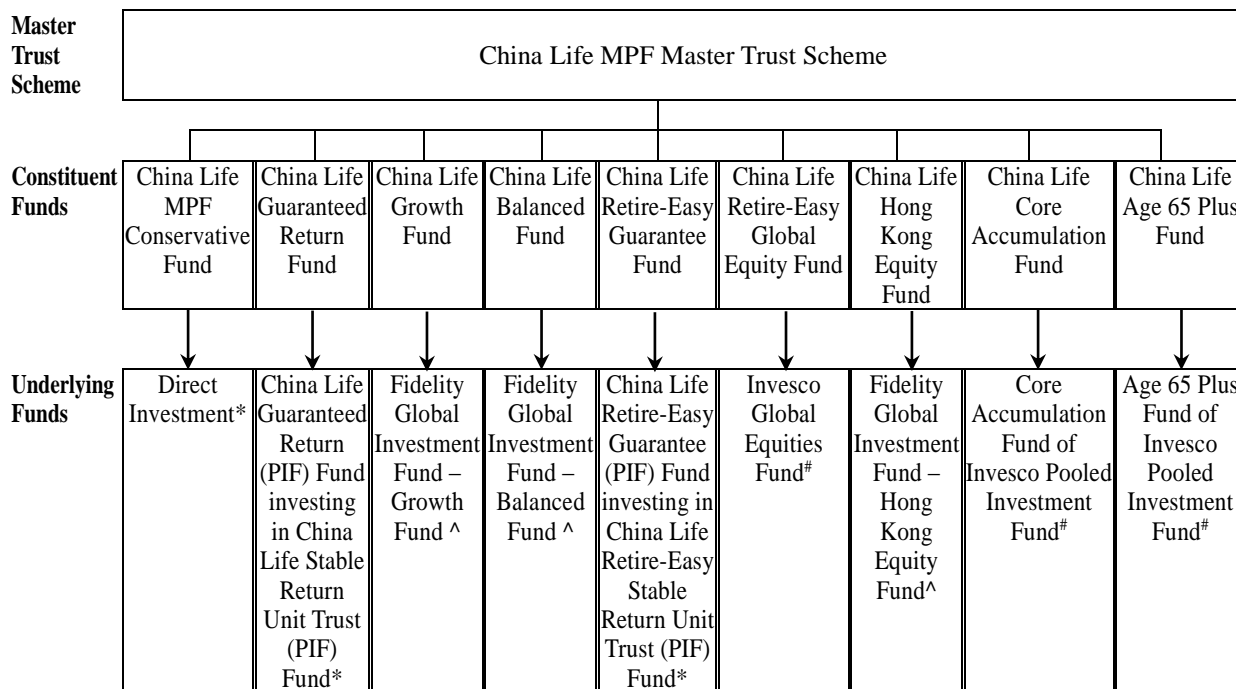 Master
Trust
Scheme
China Life MPF Master Trust Scheme
Constituent
Funds
China Life
MPF
Conservative
Fund
China Life
Guaranteed
Return
Fund
China Life
Growth
Fund
China Life
Balanced
Fund
China Life
Retire-Easy
Guarantee
Fund
China Life
Retire-Easy
Global
Equity Fund
China Life
Hong
Kong
Equity
Fund
China Life
Core
Accumulation
Fund
China Life
Age 65 Plus
Fund
Underlying
Funds
Direct
Investment*
China Life
Guaranteed
Return
(PIF) Fund
investing
in China
Life Stable
Return
Unit Trust
(PIF)
Fund*
Fidelity
Global
Investment
Fund –
Growth
Fund ^
Fidelity
Global
Investment
Fund –
Balanced
Fund ^
China Life
Retire-Easy
Guarantee
(PIF) Fund
investing in
China Life
Retire-Easy
Stable
Return Unit
Trust (PIF)
Fund*
Invesco
Global
Equities
Fund#
Fidelity
Global
Investment
Fund –
Hong
Kong
Equity
Fund^
Core
Accumulation
Fund of
Invesco Pooled
Investment
Fund#
Age 65 Plus
Fund of
Invesco
Pooled
Investment
Fund#